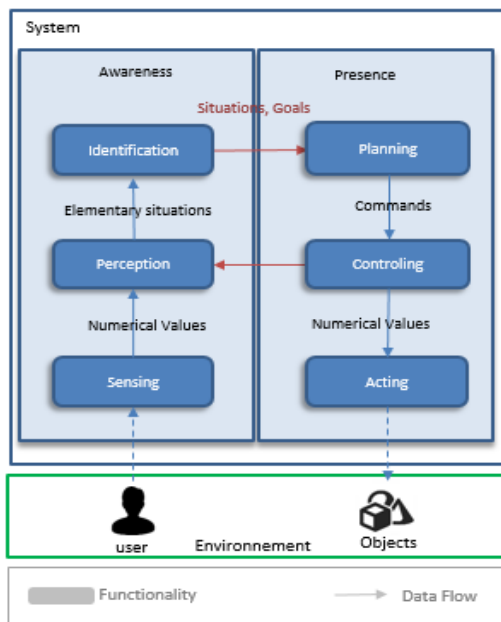 System
Awareness
Presence
Situations, Goals
Identification
Planning
Elementary situations
Commands
Perception
Controling
Numerical Values
Numerical Values
Sensing
Acting
user
Environnement
Objects
Functionality
Data Flow